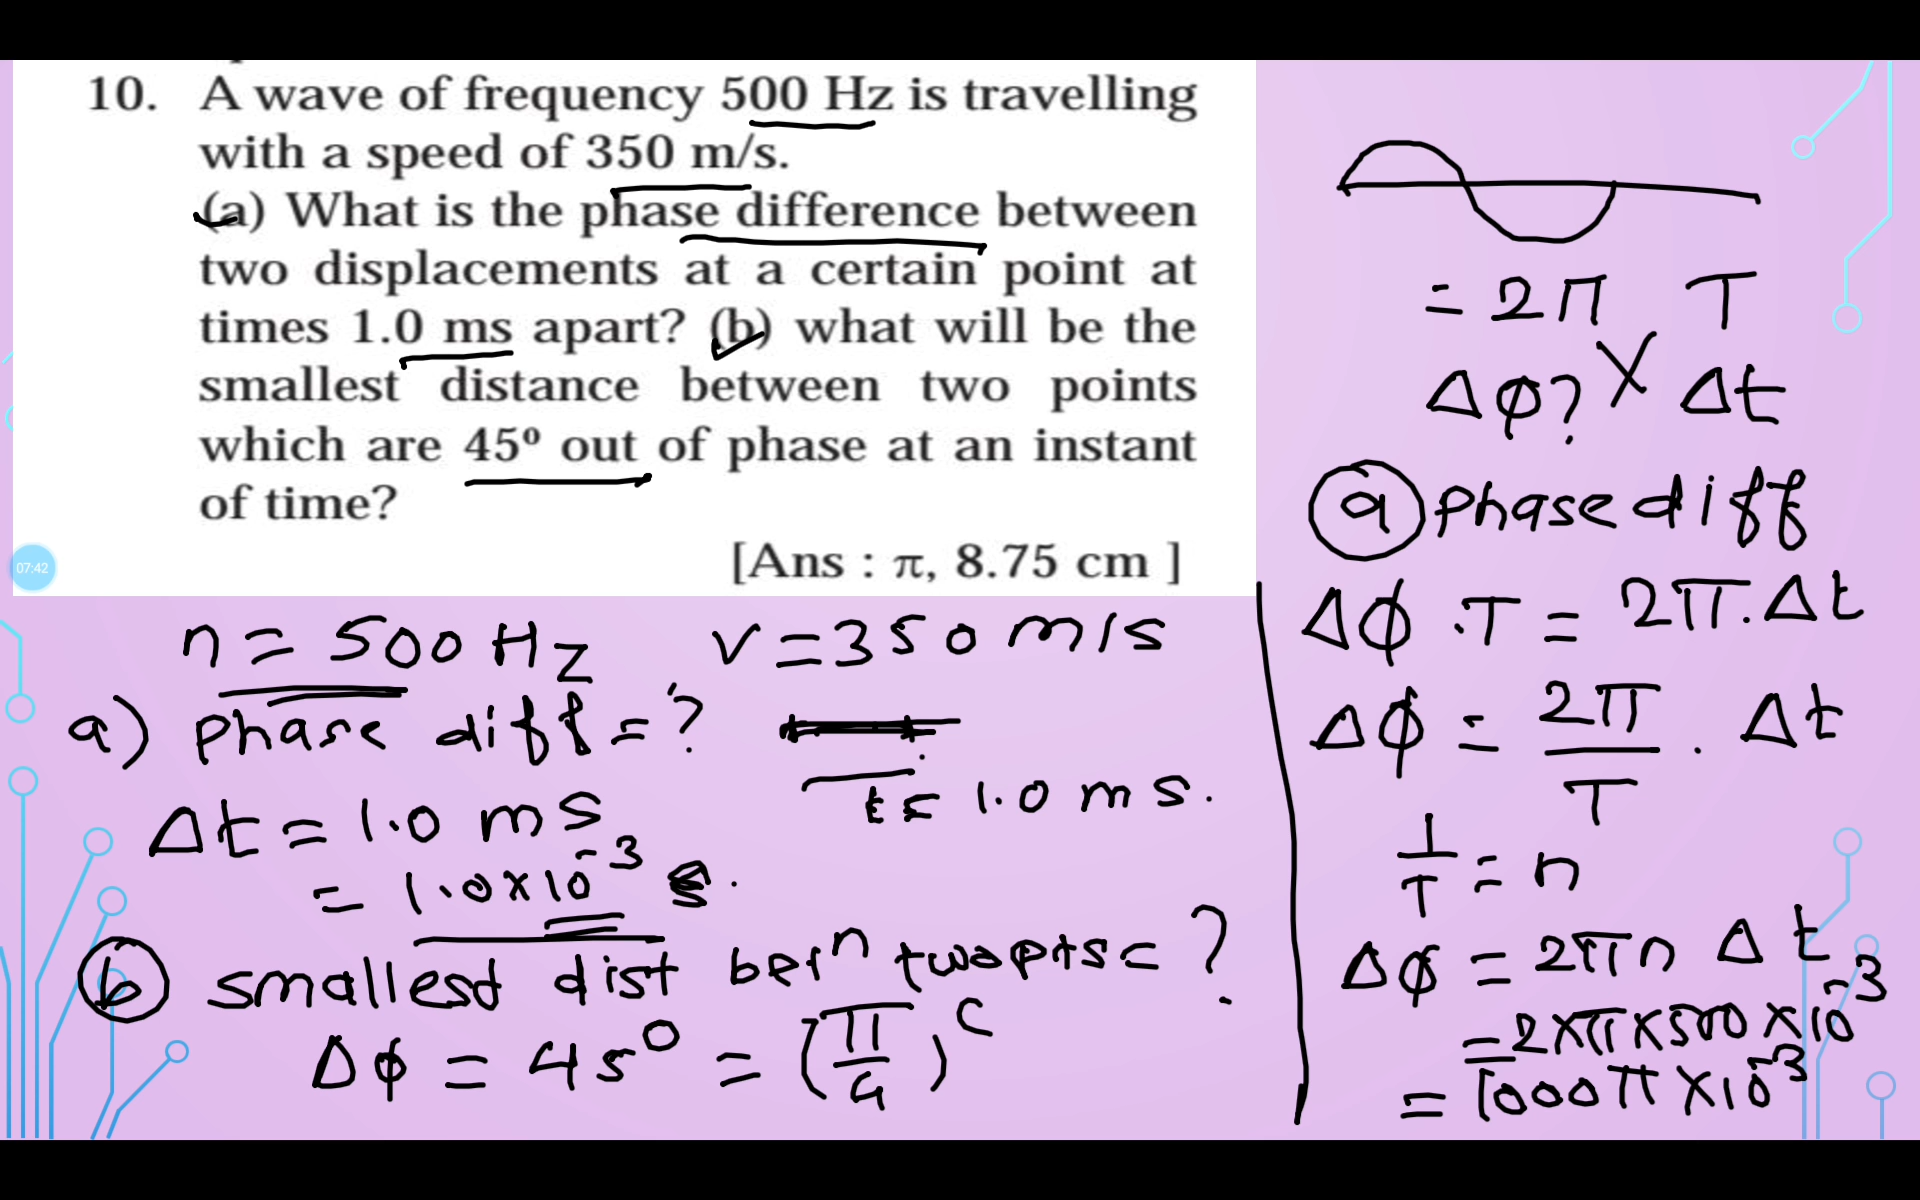 10. A wave of frequency 500 Hz is travelling
with a speed of 350 m/s.
(a) What is the phase difference between
two displacements at a certain point at
times 1.0 ms apart? (b) what will be the
smallest distance between two points
which are 45º out of phase at an instant
of time?
[Ans : π, 8.75 cm ]
07:42
n = 500 Hz v = 350 m/s
a) phase diff = ?
t = 1.0 ms.
Δt = 1.0 ms
= 1.0 × 10⁻³ s.
(b) smallesd dist betn two pts = ?
Δϕ = 45⁰ = (π/4)ᶜ
= 2π T
Δϕ? × Δt
(a) phase diff
Δϕ . T = 2π . Δt
Δϕ = 2π/T . Δt
1/T = n
Δϕ = 2πn Δt
= 2×π×500×10⁻³
= 1000π×10⁻³